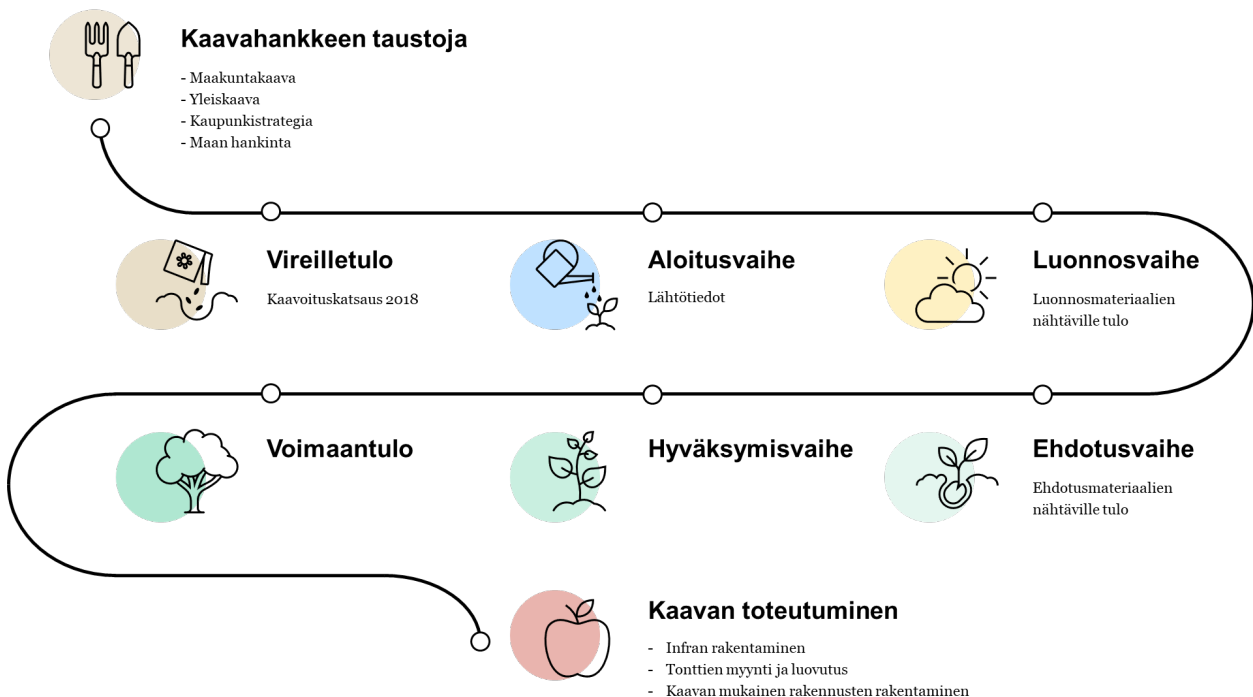 Kaavahankkeen taustoja
- Maakuntakaava
- Yleiskaava
- Kaupunkistrategia
- Maan hankinta
Vireilletulo
Kaavoituskatsaus 2018
Aloitusvaihe
Lähtötiedot
Luonnosvaihe
Luonnosmateriaalien
nähtäville tulo
Ehdotusvaihe
Ehdotusmateriaalien
nähtäville tulo
Hyväksymisvaihe
Voimaantulo
Kaavan toteutuminen
- Infran rakentaminen
- Tonttien myynti ja luovutus
- Kaavan mukainen rakennusten rakentaminen